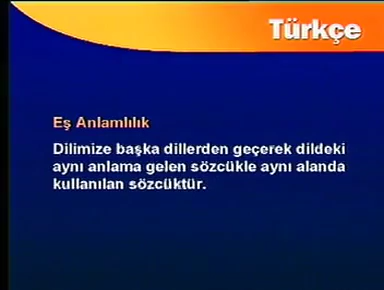 Türkçe
Eş Anlamlılık
Dilimize başka dillerden geçerek dildeki
aynı anlama gelen sözcükle aynı alanda
kullanılan sözcüktür.